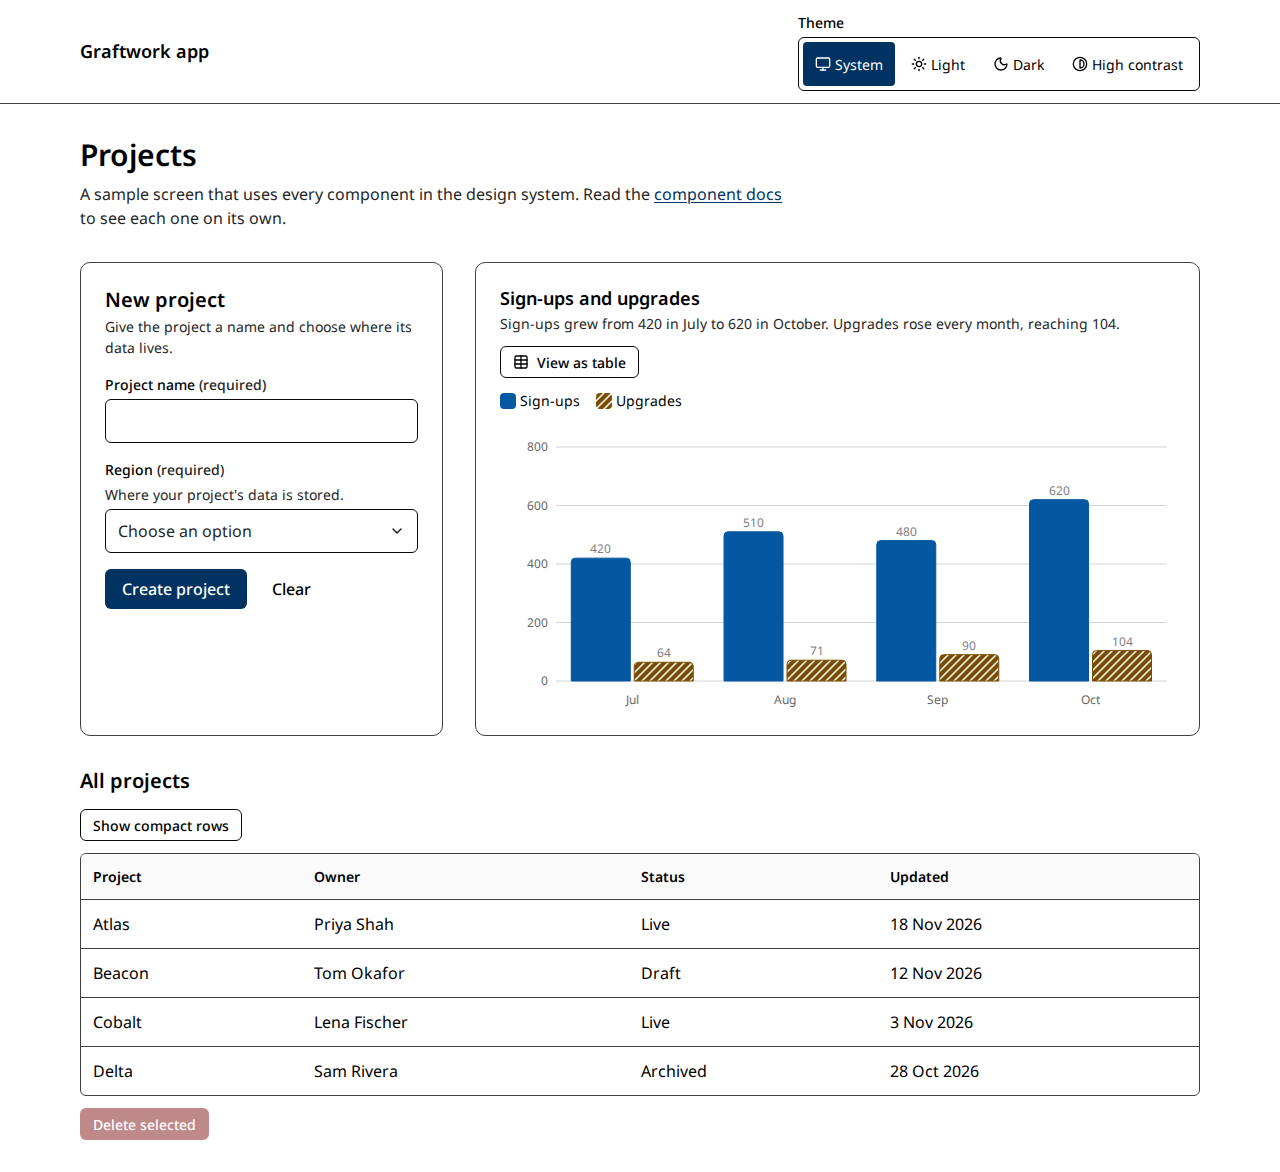 Graftwork app
Theme
System
Light
Dark
High contrast
Projects
A sample screen that uses every component in the design system. Read the component docs
to see each one on its own.
New project
Give the project a name and choose where its
data lives.
Project name (required)
Region (required)
Where your project's data is stored.
Choose an option
Create project
Clear
Sign-ups and upgrades
Sign-ups grew from 420 in July to 620 in October. Upgrades rose every month, reaching 104.
View as table
Sign-ups
Upgrades
800
600
400
200
0
420
64
510
71
480
90
620
104
Jul
Aug
Sep
Oct
All projects
Show compact rows
Project Owner Status Updated
Atlas Priya Shah Live 18 Nov 2026
Beacon Tom Okafor Draft 12 Nov 2026
Cobalt Lena Fischer Live 3 Nov 2026
Delta Sam Rivera Archived 28 Oct 2026
Delete selected